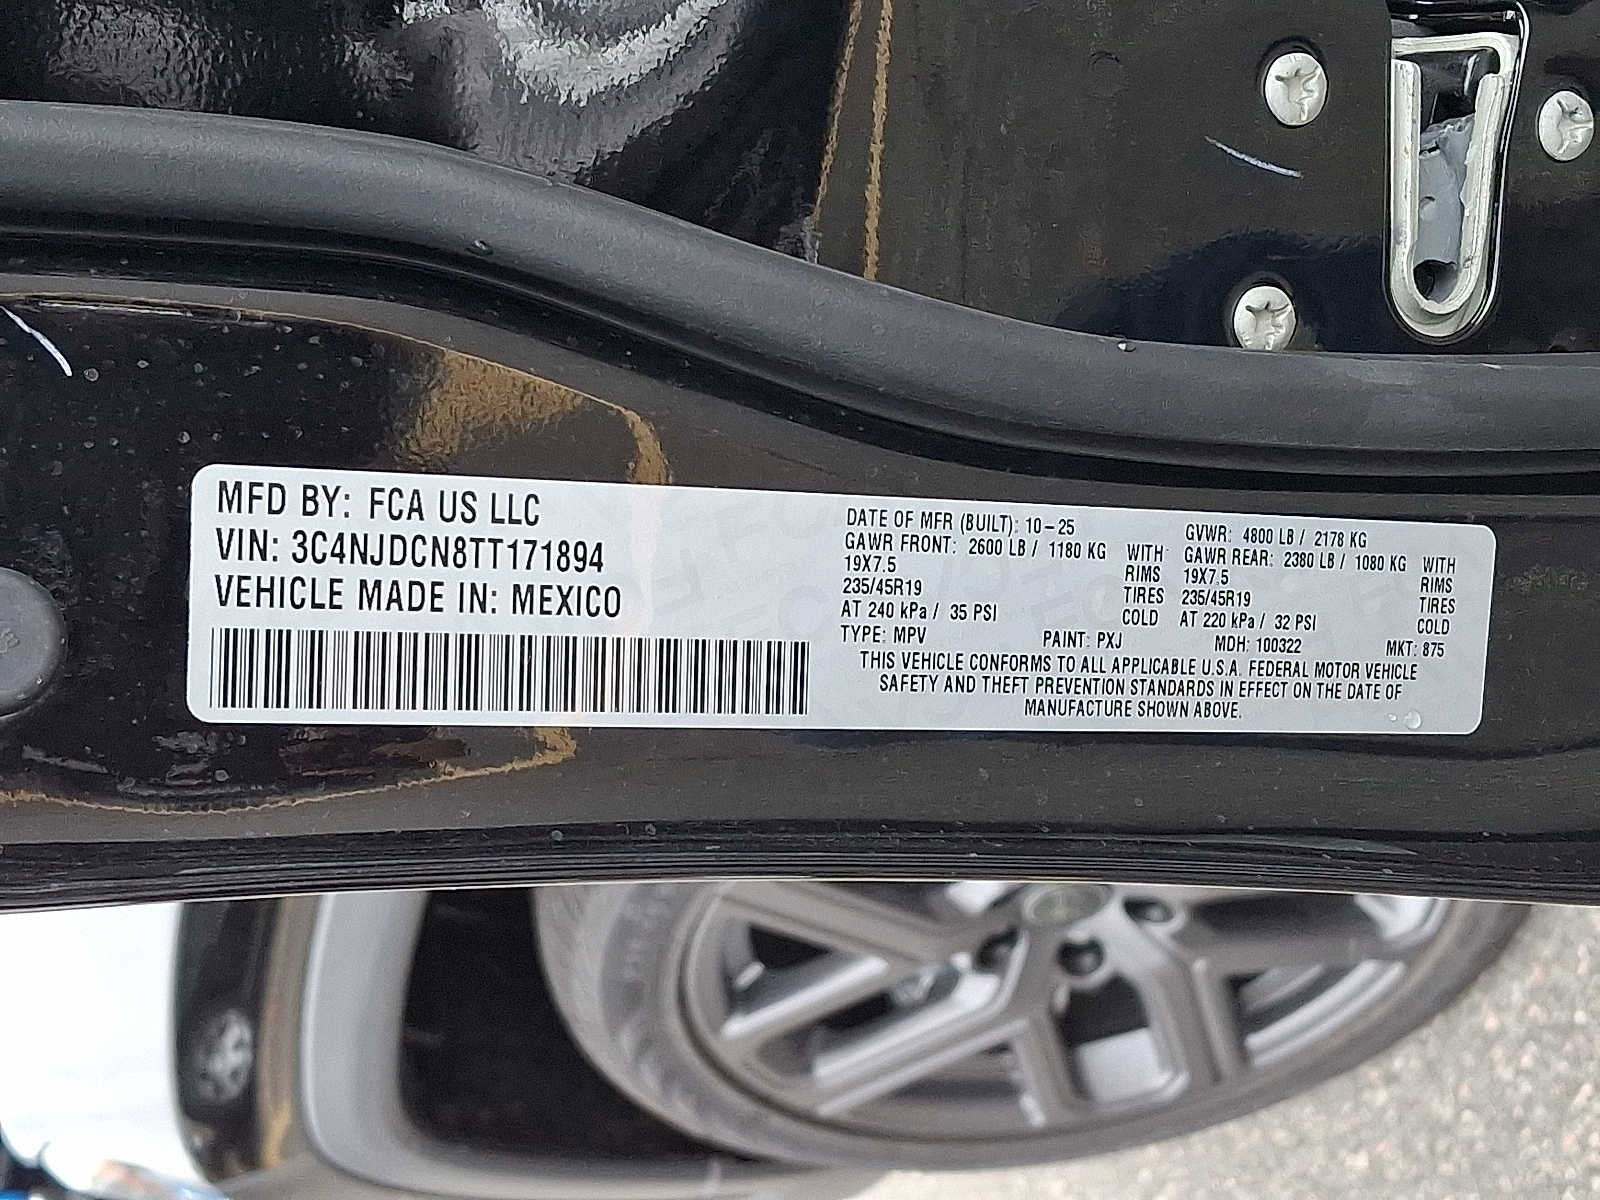 MFD BY: FCA US LLC
VIN: 3C4NJDCN8TT171894
VEHICLE MADE IN: MEXICO
DATE OF MFR (BUILT): 10-25 GVWR: 4800 LB / 2178 KG
GAWR FRONT: 2600 LB / 1180 KG WITH GAWR REAR: 2380 LB / 1080 KG WITH
19X7.5 RIMS 19X7.5 RIMS
235/45R19 TIRES 235/45R19 TIRES
AT 240 kPa / 35 PSI COLD AT 220 kPa / 32 PSI COLD
TYPE: MPV PAINT: PXJ MDH: 100322 MKT: 875
THIS VEHICLE CONFORMS TO ALL APPLICABLE U.S.A. FEDERAL MOTOR VEHICLE
SAFETY AND THEFT PREVENTION STANDARDS IN EFFECT ON THE DATE OF
MANUFACTURE SHOWN ABOVE.